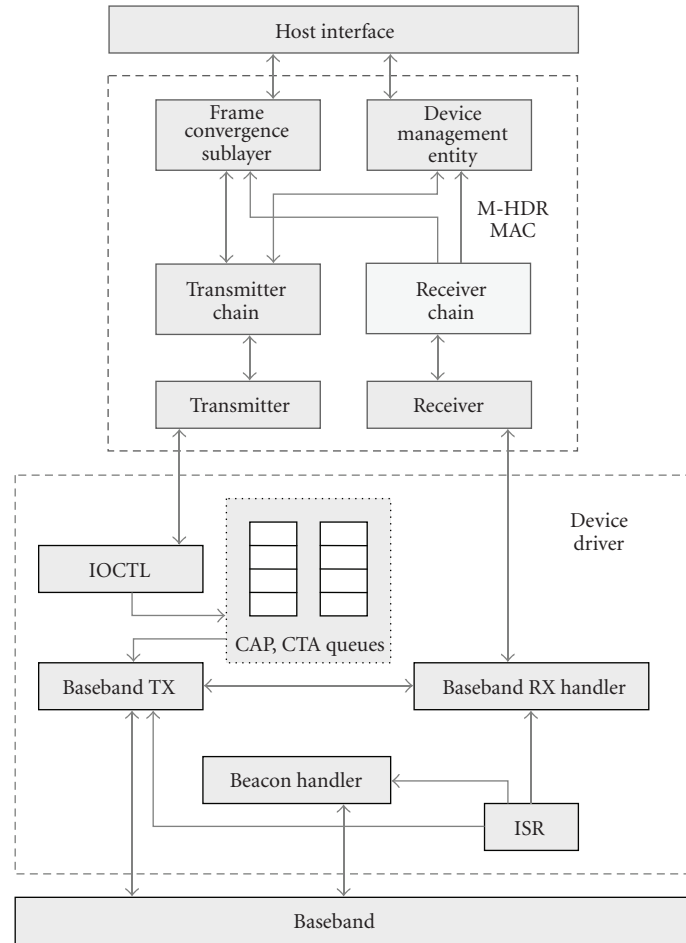 Host interface
Frame
convergence
sublayer
Device
management
entity
M-HDR
MAC
Transmitter
chain
Receiver
chain
Transmitter
Receiver
Device
driver
IOCTL
CAP, CTA queues
Baseband TX
Baseband RX handler
Beacon handler
ISR
Baseband